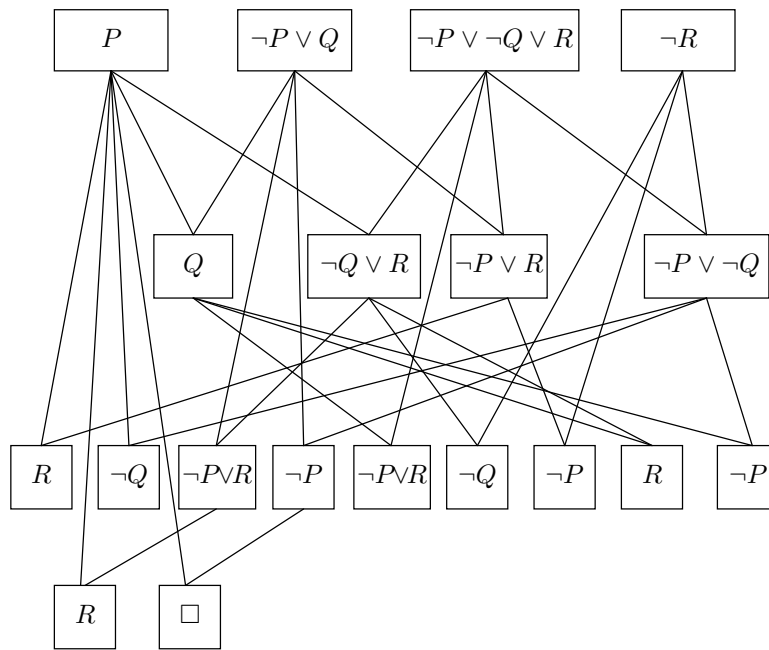 P ¬P ∨ Q ¬P ∨ ¬Q ∨ R ¬R
Q ¬Q ∨ R ¬P ∨ R ¬P ∨ ¬Q
R ¬Q ¬P∨R ¬P ¬P∨R ¬Q ¬P R ¬P
R □